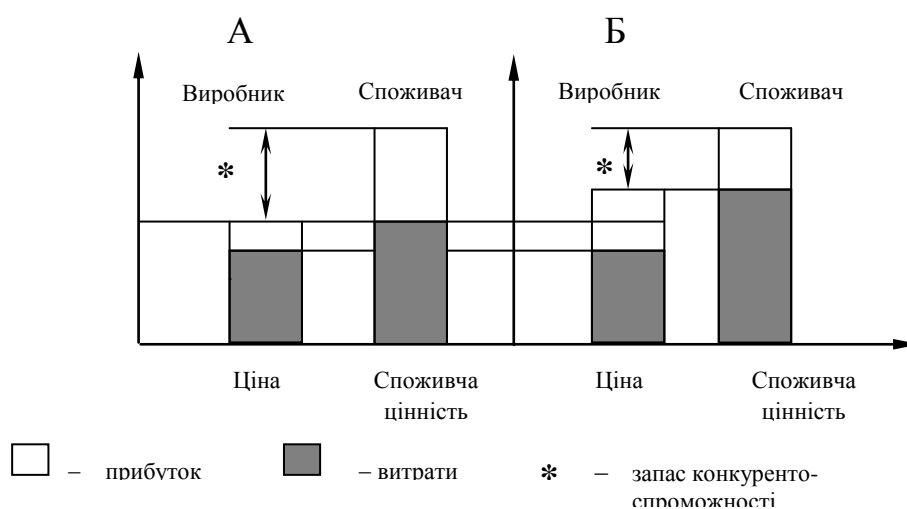 А Б
Виробник Споживач Виробник Споживач
* *
Ціна Споживча Ціна Споживча
цінність цінність
– прибуток – витрати * – запас конкуренто-
спроможності